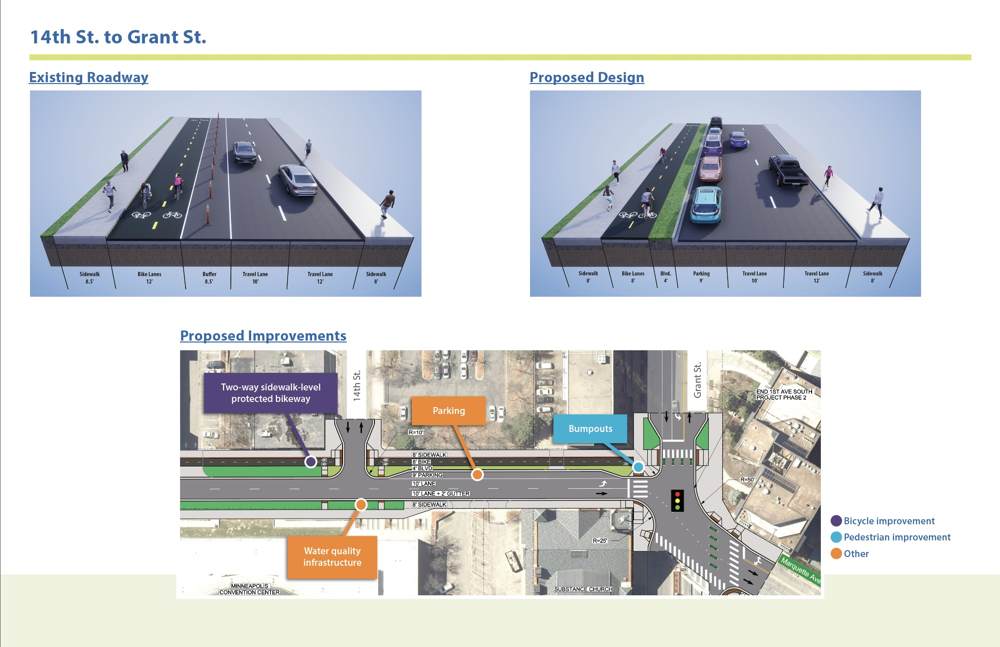 14th St. to Grant St.
Existing Roadway
Sidewalk
8.5'
Bike Lanes
12'
Buffer
8.5'
Travel Lane
10'
Travel Lane
12'
Sidewalk
8'
Proposed Design
Sidewalk
8'
Bike Lanes
8'
Blvd.
4'
Parking
9'
Travel Lane
10'
Travel Lane
12'
Sidewalk
8'
Proposed Improvements
Two-way sidewalk-level
protected bikeway
14th St.
Parking
Bumpouts
Grant St.
END 1ST AVE SOUTH
PROJECT PHASE 2
R=10'
8' SIDEWALK
8' BIKE
4' BLVD
9' PARKING
10' LANE
10' LANE + 2' GUTTER
8' SIDEWALK
R=50'
R=25'
Water quality
infrastructure
MINNEAPOLIS
CONVENTION CENTER
SUBSTANCE CHURCH
Marquette Ave
Bicycle improvement
Pedestrian improvement
Other